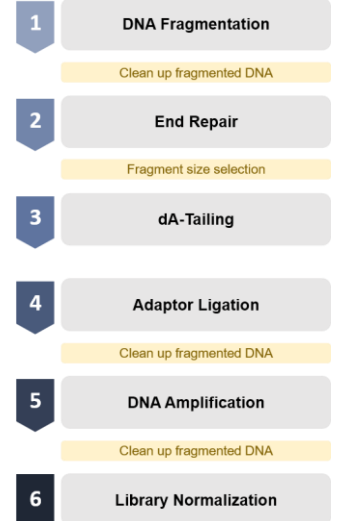 1
DNA Fragmentation
Clean up fragmented DNA
2
End Repair
Fragment size selection
3
dA-Tailing
4
Adaptor Ligation
Clean up fragmented DNA
5
DNA Amplification
Clean up fragmented DNA
6
Library Normalization